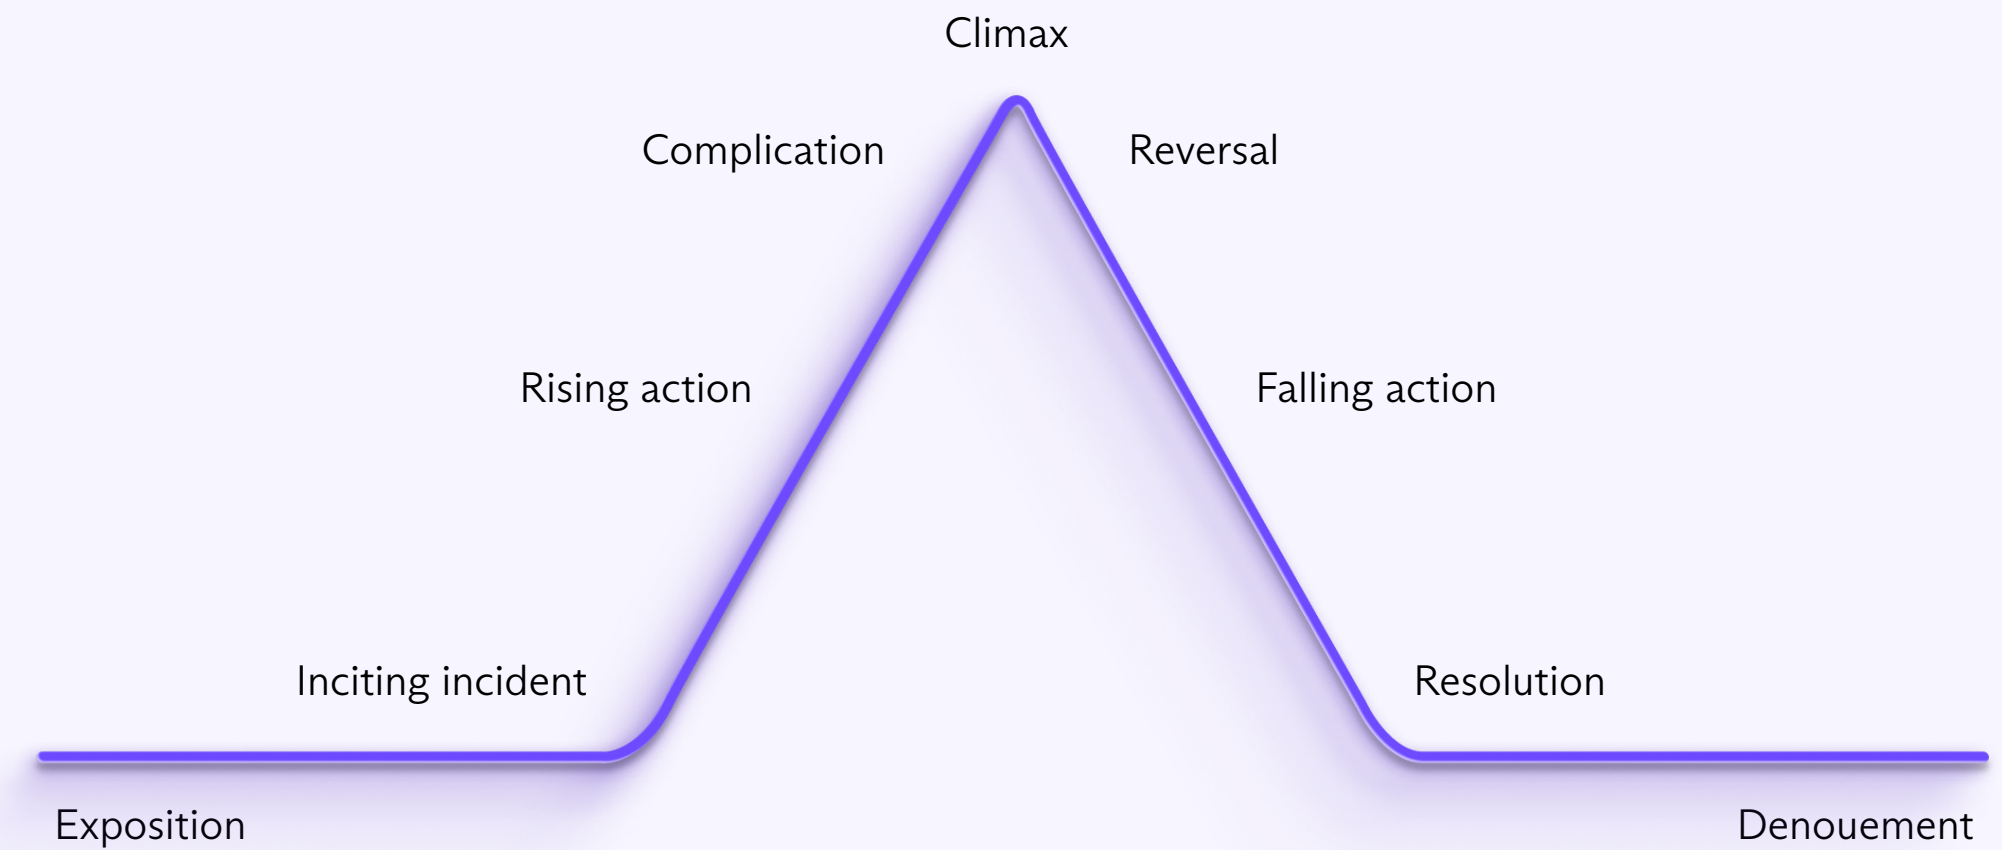 Climax
Complication
Reversal
Rising action
Falling action
Inciting incident
Resolution
Exposition
Denouement